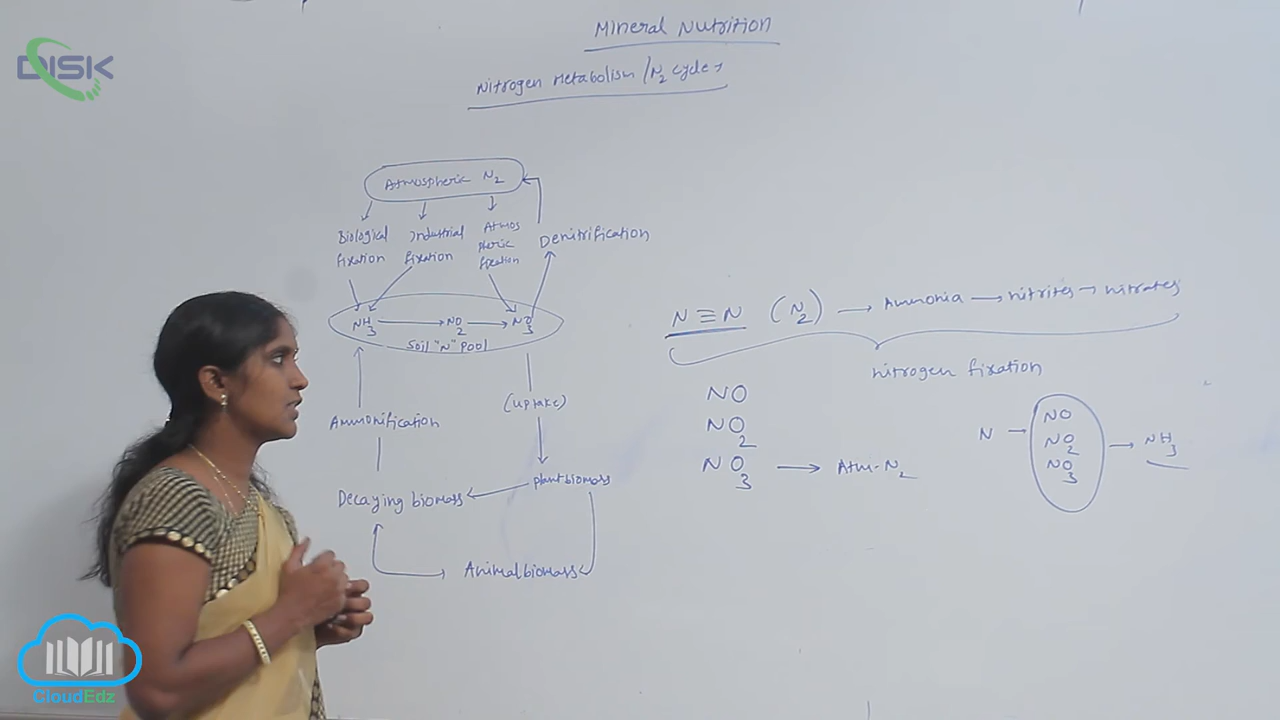 DISK
Mineral Nutrition
Nitrogen Metabolism / N2 cycle →
Atmospheric N2
Biological fixation
Industrial fixation
Atmos pheric fixation
Denitrification
NH3 → NO2 → NO3
Soil "N" Pool
Ammonification
(uptake)
Decaying biomass
plant biomass
Animal biomass
N≡N (N2) → Ammonia → nitrites → nitrates
nitrogen fixation
NO
NO2
NO3 → Atm-N2
N → NO NO2 NO3 → NH3
CloudEdz